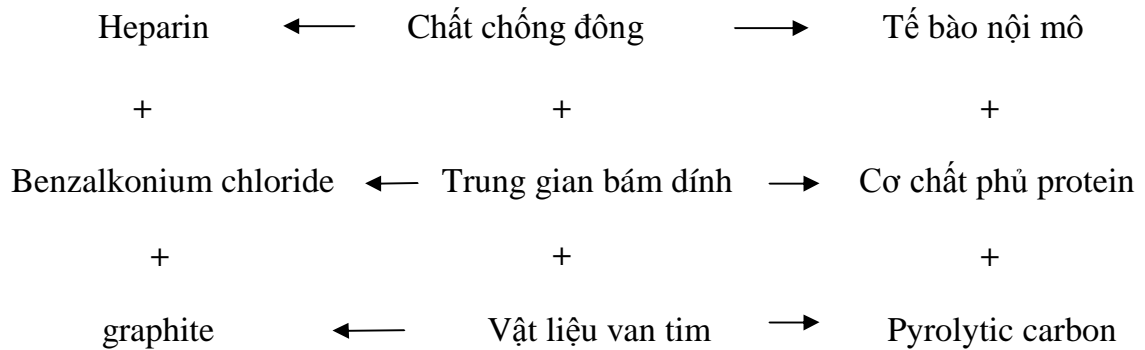 Heparin ← Chất chống đông → Tế bào nội mô
+ + +
Benzalkonium chloride ← Trung gian bám dính → Cơ chất phủ protein
+ + +
graphite ← Vật liệu van tim → Pyrolytic carbon